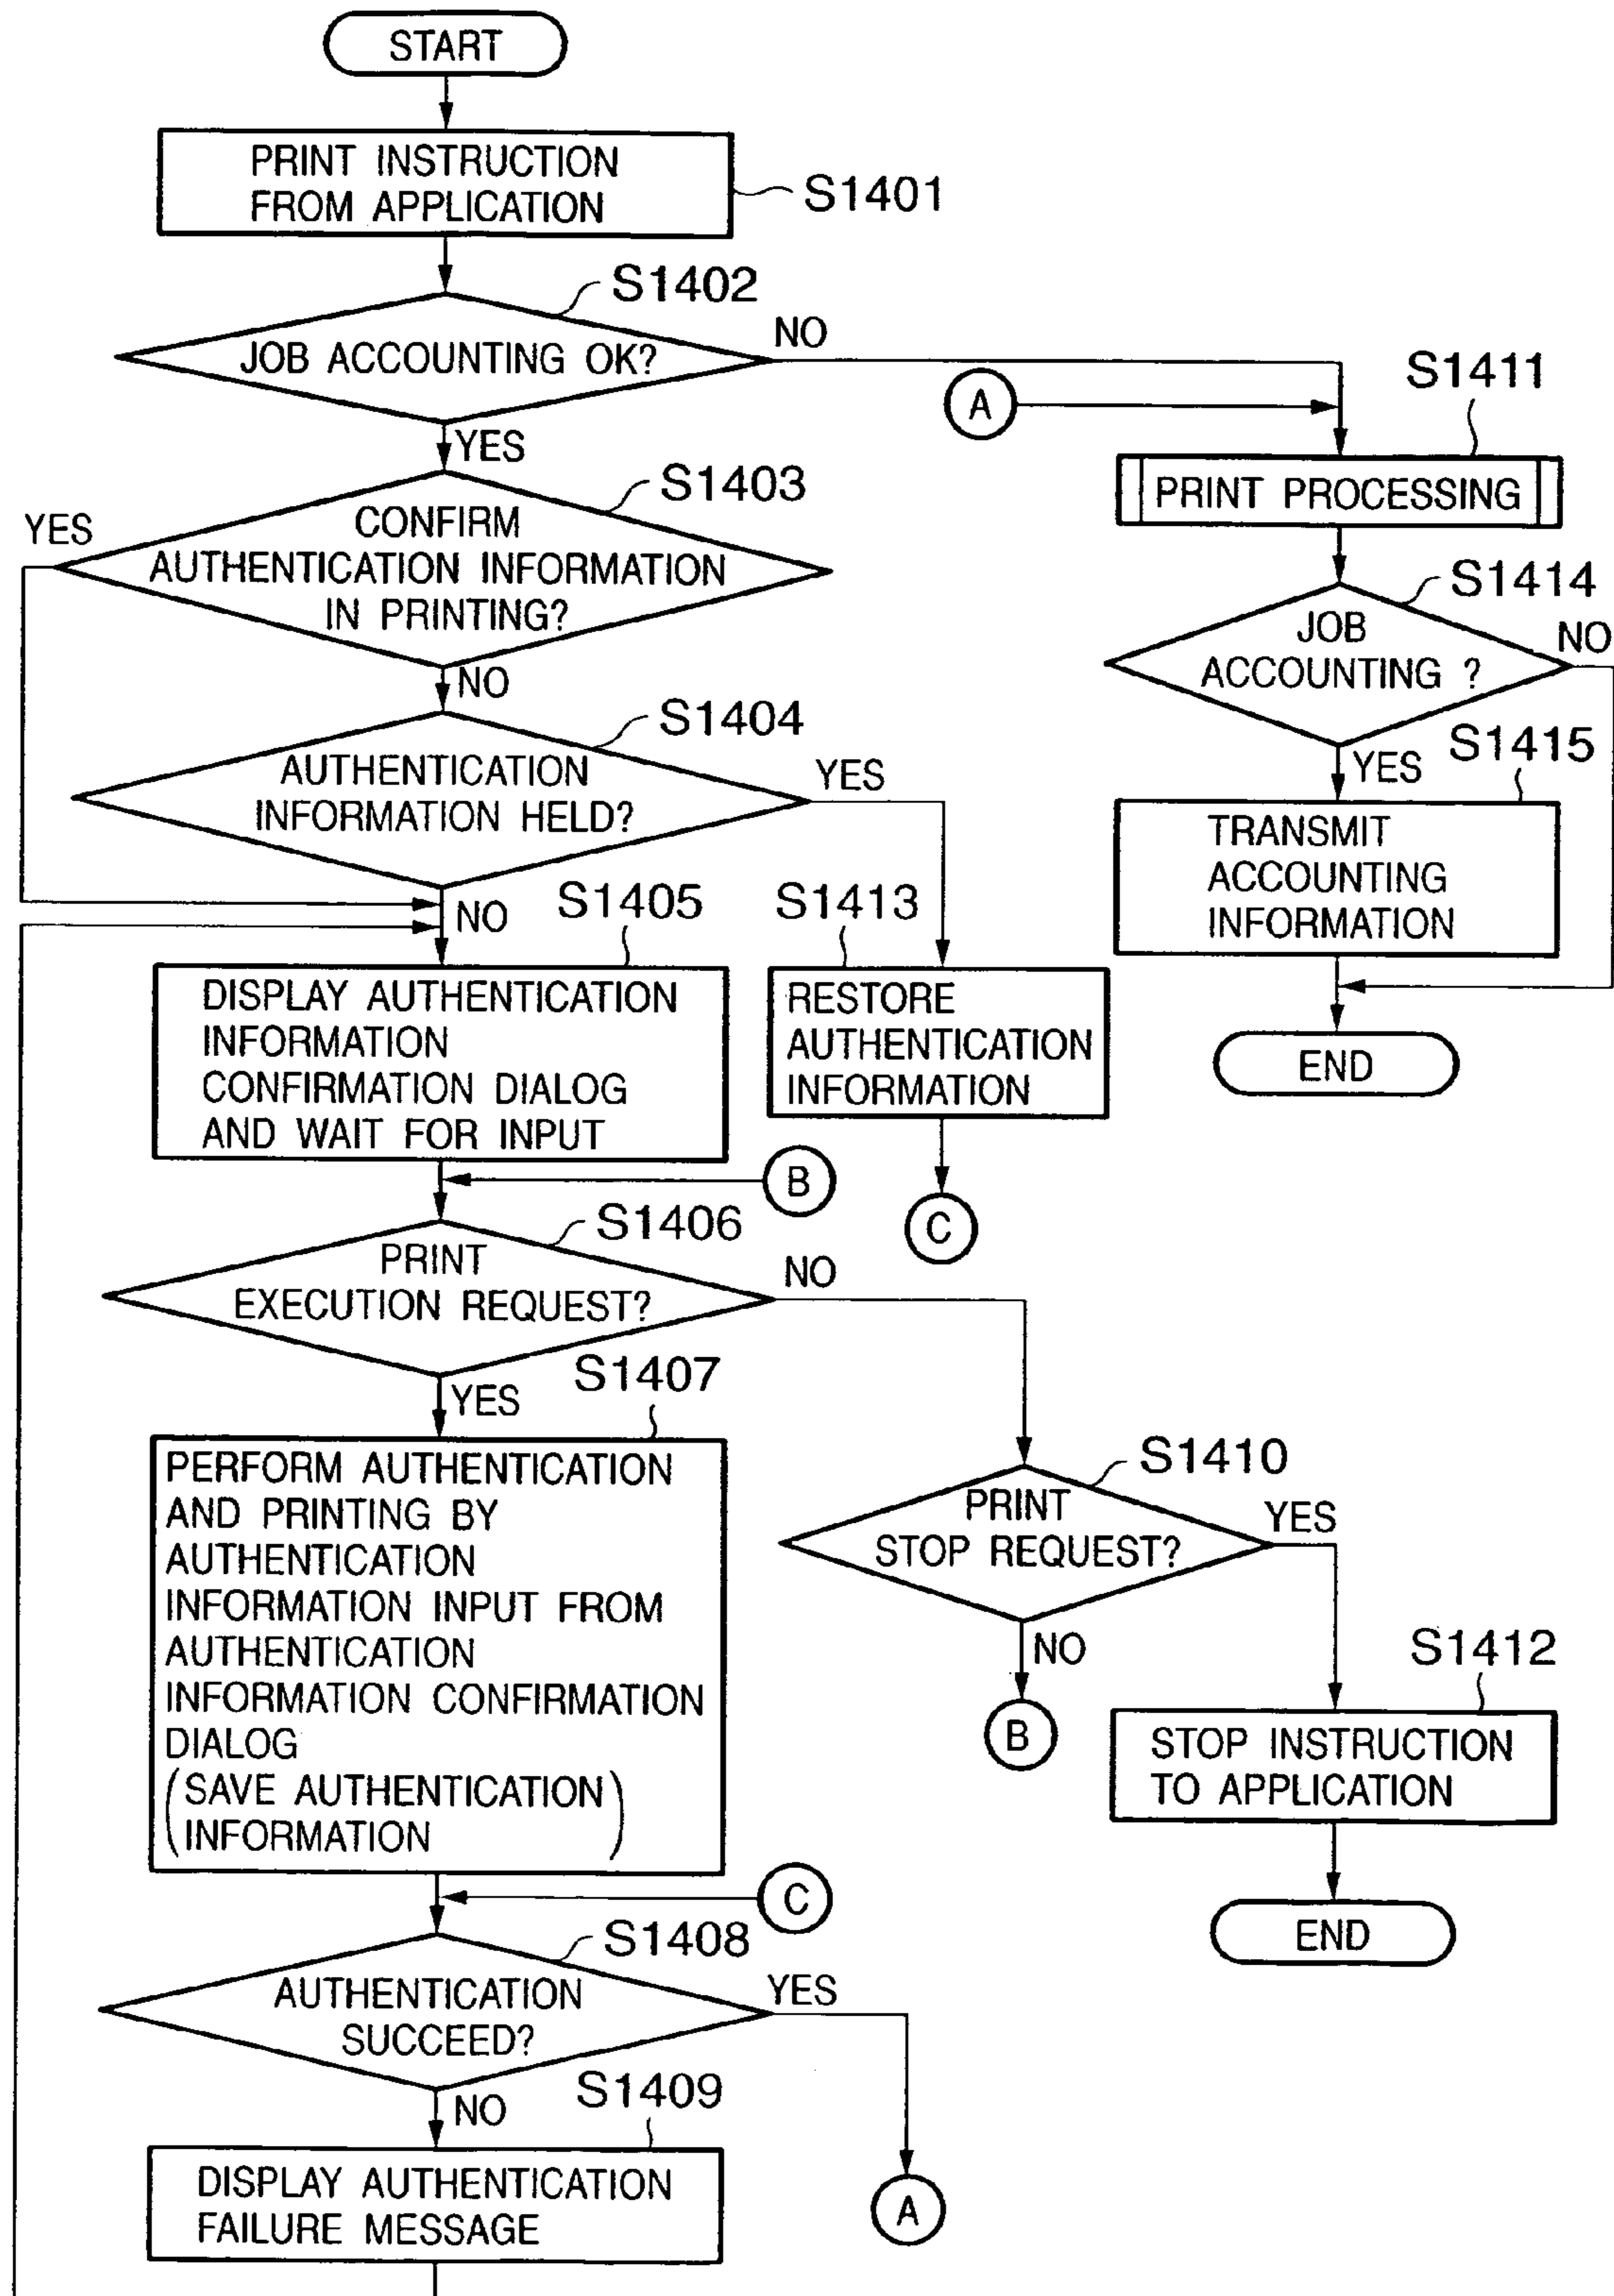 START
PRINT INSTRUCTION
FROM APPLICATION
S1401
S1402
JOB ACCOUNTING OK?
NO
YES
A
S1411
PRINT PROCESSING
S1403
YES
CONFIRM
AUTHENTICATION INFORMATION
IN PRINTING?
NO
S1414
JOB
ACCOUNTING ?
NO
YES
S1404
AUTHENTICATION
INFORMATION HELD?
YES
NO
S1415
TRANSMIT
ACCOUNTING
INFORMATION
END
S1405
DISPLAY AUTHENTICATION
INFORMATION
CONFIRMATION DIALOG
AND WAIT FOR INPUT
S1413
RESTORE
AUTHENTICATION
INFORMATION
B
C
S1406
PRINT
EXECUTION REQUEST?
NO
YES
S1407
PERFORM AUTHENTICATION
AND PRINTING BY
AUTHENTICATION
INFORMATION INPUT FROM
AUTHENTICATION
INFORMATION CONFIRMATION
DIALOG
(SAVE AUTHENTICATION
INFORMATION)
S1410
PRINT
STOP REQUEST?
YES
NO
B
S1412
STOP INSTRUCTION
TO APPLICATION
END
C
S1408
AUTHENTICATION
SUCCEED?
YES
NO
A
S1409
DISPLAY AUTHENTICATION
FAILURE MESSAGE